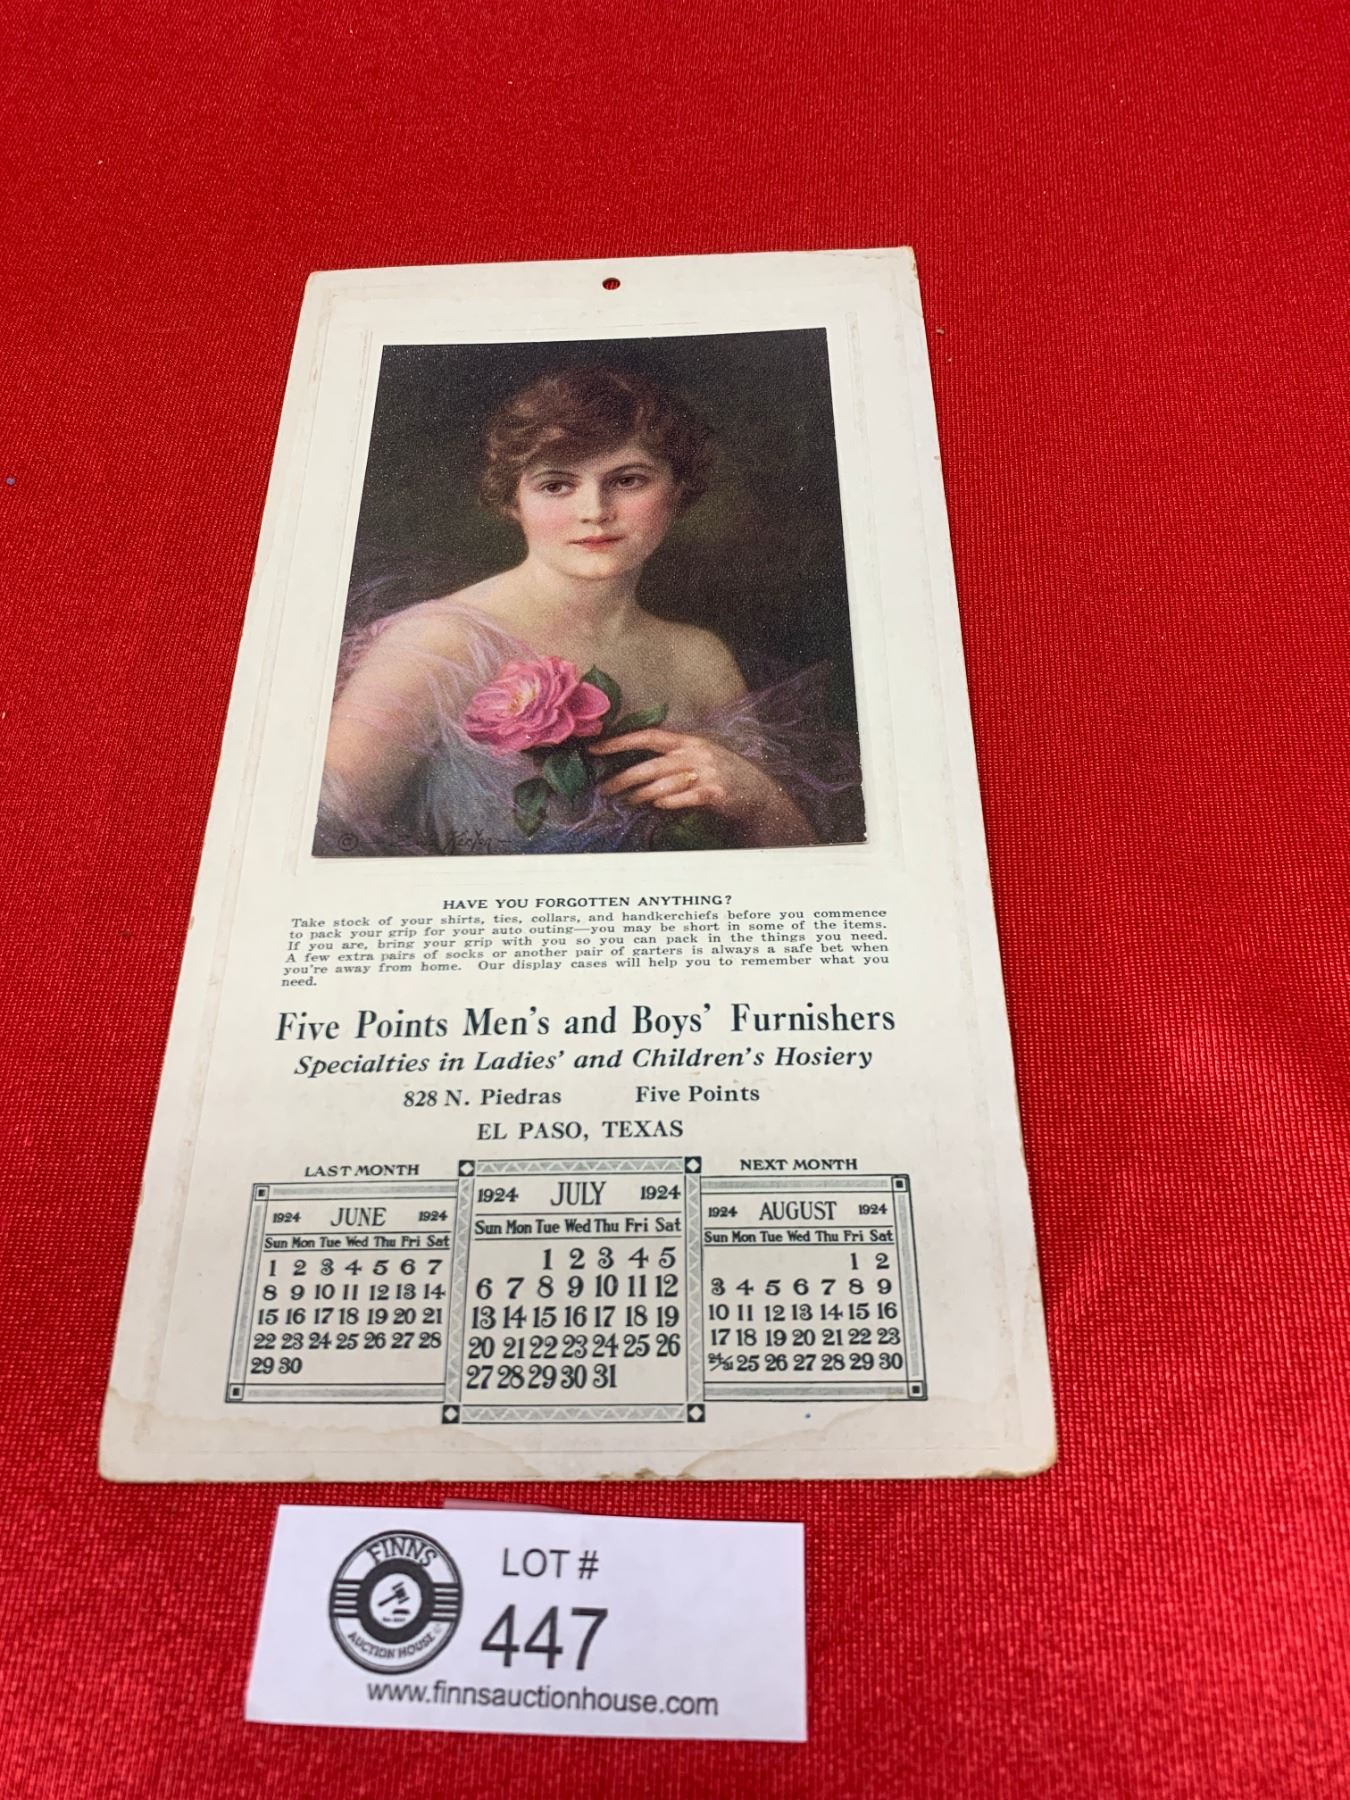 © Kenyon
HAVE YOU FORGOTTEN ANYTHING?
Take stock of your shirts, ties, collars, and handkerchiefs before you commence
to pack your grip for your auto outing—you may be short in some of the items.
If you are, bring your grip with you so you can pack in the things you need.
A few extra pairs of socks or another pair of garters is always a safe bet when
you're away from home. Our display cases will help you to remember what you
need.
Five Points Men's and Boys' Furnishers
Specialties in Ladies' and Children's Hosiery
828 N. Piedras Five Points
EL PASO, TEXAS
LAST MONTH
1924 JUNE 1924
Sun Mon Tue Wed Thu Fri Sat
1 2 3 4 5 6 7
8 9 10 11 12 13 14
15 16 17 18 19 20 21
22 23 24 25 26 27 28
29 30
1924 JULY 1924
Sun Mon Tue Wed Thu Fri Sat
1 2 3 4 5
6 7 8 9 10 11 12
13 14 15 16 17 18 19
20 21 22 23 24 25 26
27 28 29 30 31
NEXT MONTH
1924 AUGUST 1924
Sun Mon Tue Wed Thu Fri Sat
1 2
3 4 5 6 7 8 9
10 11 12 13 14 15 16
17 18 19 20 21 22 23
24/31 25 26 27 28 29 30
FINNS
AUCTION HOUSE
LOT #
447
www.finnsauctionhouse.com